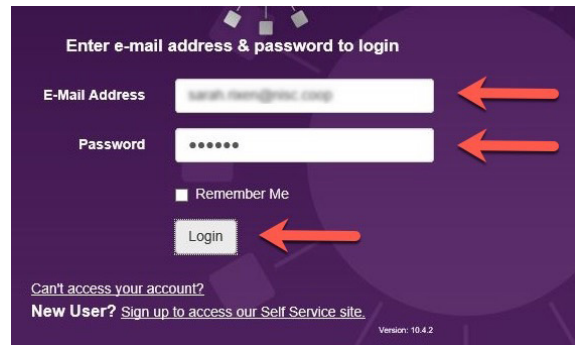 Enter e-mail address & password to login
E-Mail Address
Password
Remember Me
Login
Can't access your account?
New User? Sign up to access our Self Service site.
Version: 10.4.2